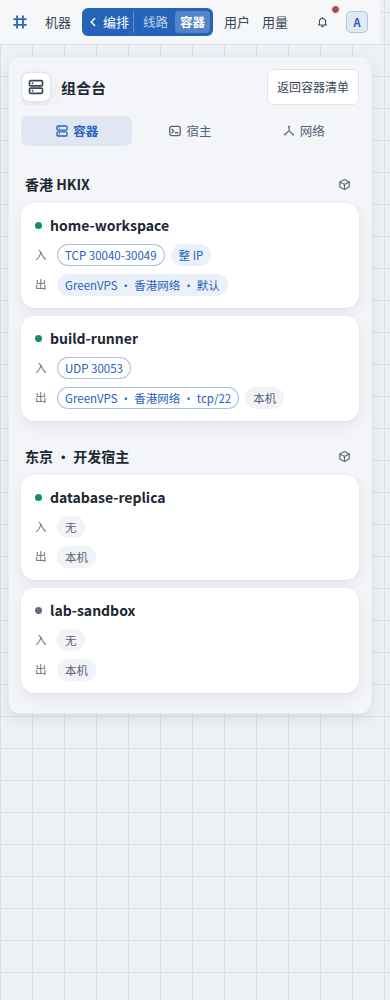 机器 编排 线路 容器 用户 用量 A
组合台 返回容器清单
容器 宿主 网络
香港 HKIX
home-workspace
入 TCP 30040-30049 整 IP
出 GreenVPS · 香港网络 · 默认
build-runner
入 UDP 30053
出 GreenVPS · 香港网络 · tcp/22 本机
东京 · 开发宿主
database-replica
入 无
出 本机
lab-sandbox
入 无
出 本机